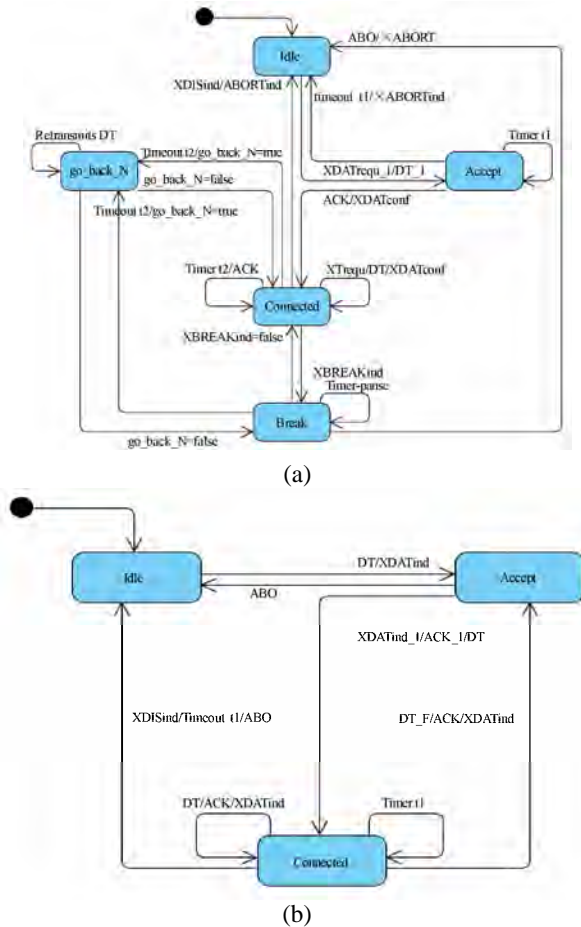 ABO/ ×ABORT
Idle
XDISind/ABORTind
timeout t1/×ABORTind
Retransmits DT
Timer t1
Timeout t2/go_back_N=true
go_back_N
XDATrequ_1/DT_1
Accept
go_back_N=false
ACK/XDATconf
Timeout t2/go_back_N=true
Timer t2/ACK
XTrequ/DT/XDATconf
Connected
XBREAKind=false
XBREAKind
Timer-pause
Break
go_back_N=false
(a)
Idle
DT/XDATind
Accept
ABO
XDATind_1/ACK_1/DT
XDISind/Timeout t1/ABO
DT_F/ACK/XDATind
DT/ACK/XDATind
Timer t1
Connected
(b)